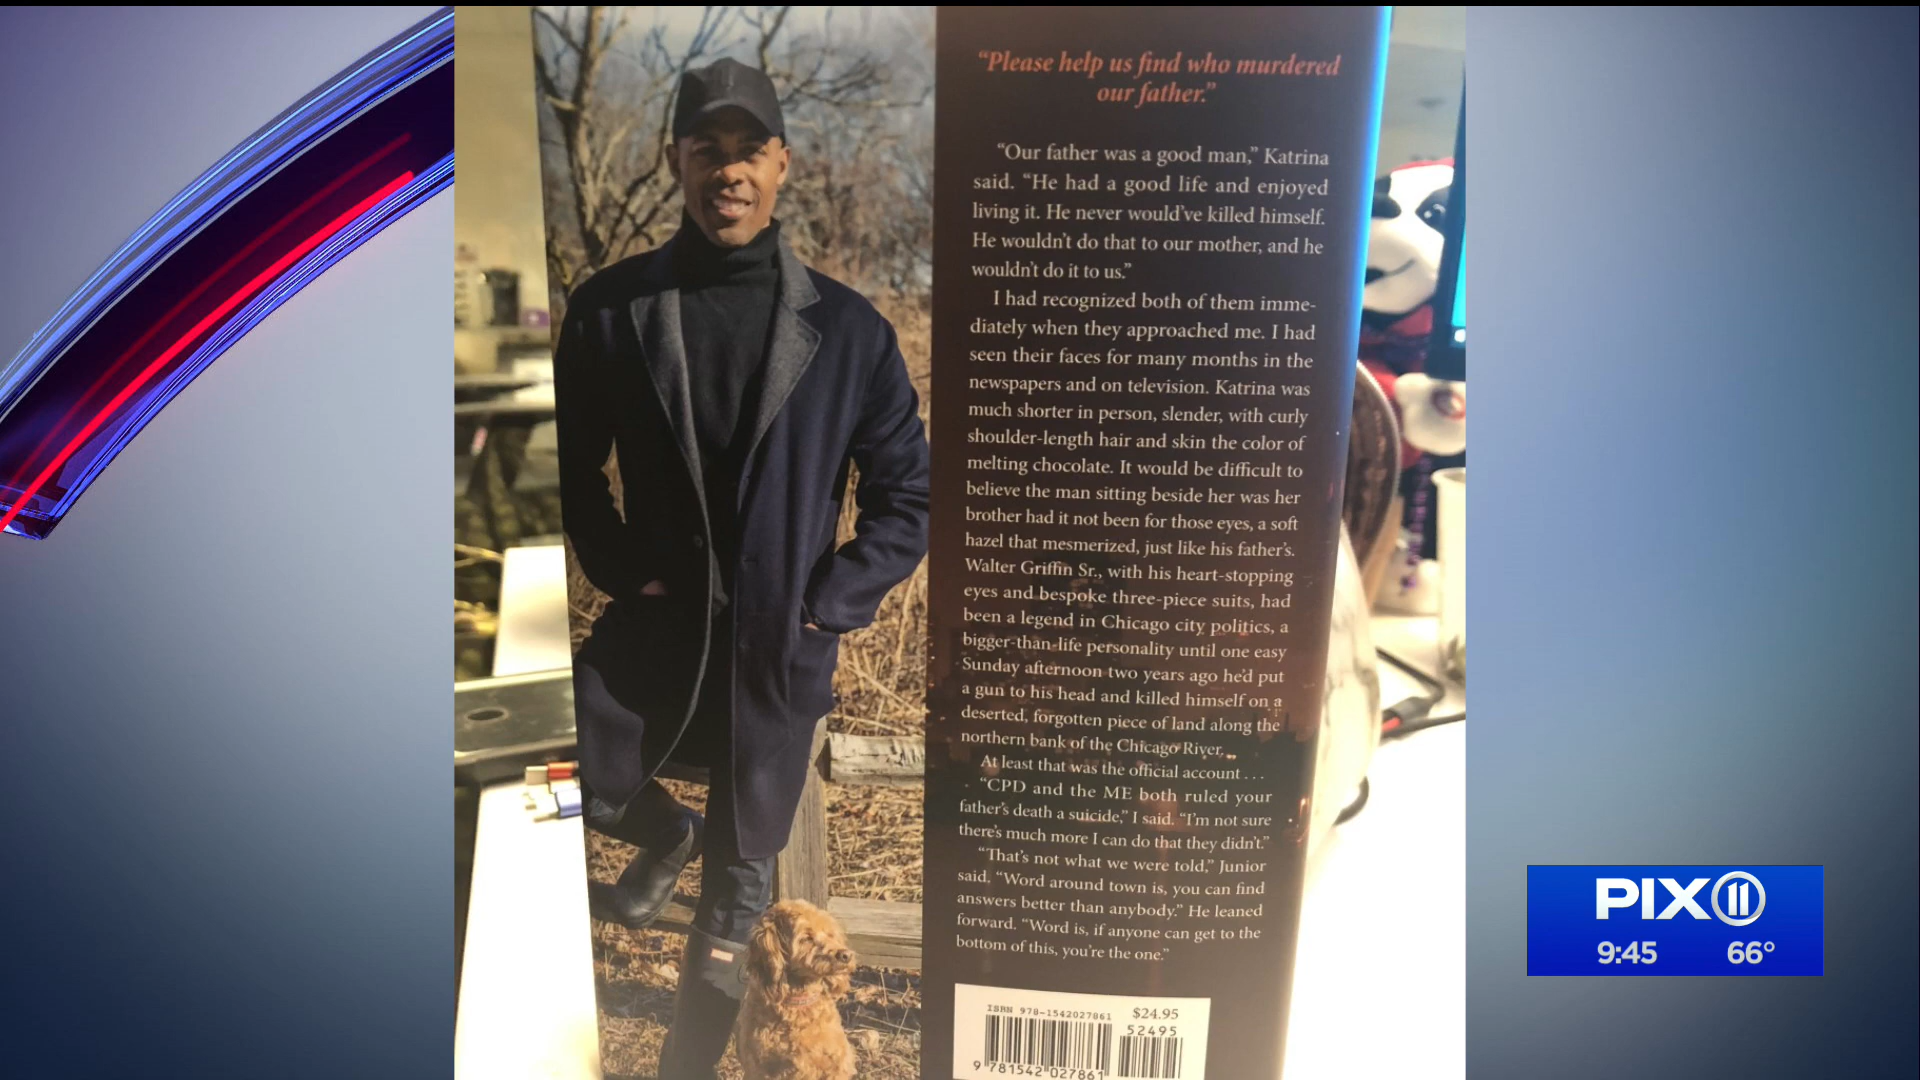 “Please help us find who murdered
our father.”
“Our father was a good man,” Katrina
said. “He had a good life and enjoyed
living it. He never would’ve killed himself.
He wouldn’t do that to our mother, and he
wouldn’t do it to us.”
I had recognized both of them imme-
diately when they approached me. I had
seen their faces for many months in the
newspapers and on television. Katrina was
much shorter in person, slender, with curly
shoulder-length hair and skin the color of
melting chocolate. It would be difficult to
believe the man sitting beside her was her
brother had it not been for those eyes, a soft
hazel that mesmerized, just like his father’s.
Walter Griffin Sr., with his heart-stopping
eyes and bespoke three-piece suits, had
been a legend in Chicago city politics, a
bigger-than-life personality until one easy
Sunday afternoon two years ago he’d put
a gun to his head and killed himself on a
deserted, forgotten piece of land along the
northern bank of the Chicago River.
At least that was the official account . . .
“CPD and the ME both ruled your
father’s death a suicide,” I said. “I’m not sure
there’s much more I can do that they didn’t.”
“That’s not what we were told,” Junior
said. “Word around town is, you can find
answers better than anybody.” He leaned
forward. “Word is, if anyone can get to the
bottom of this, you’re the one.”
ISBN 978-1542027861 $24.95
52495
9 781542 027861
PIX 11
9:45 66°